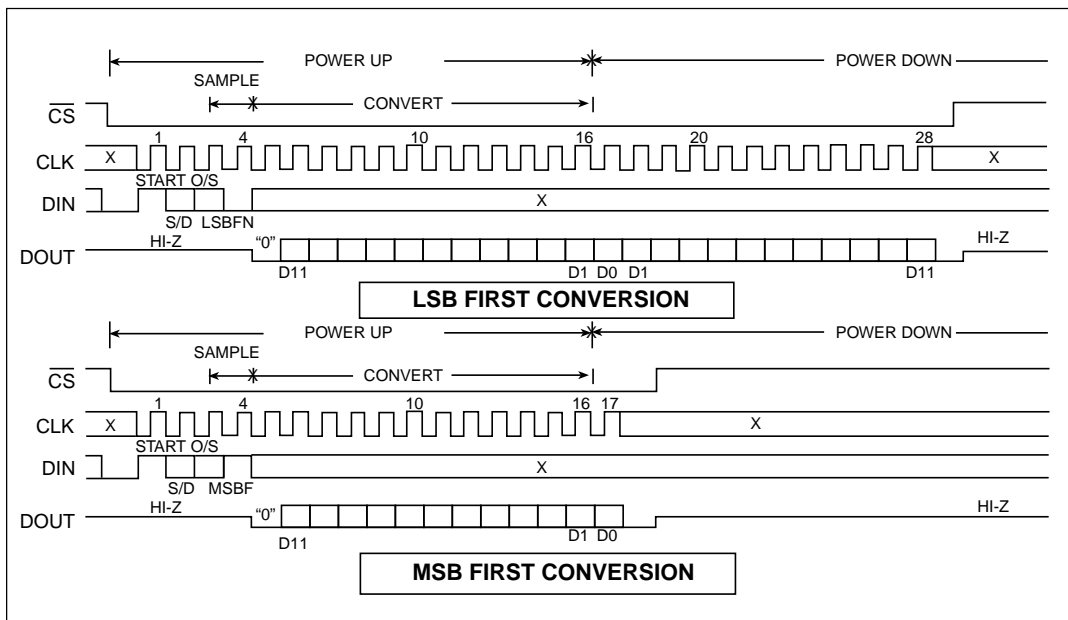 POWER UP POWER DOWN
SAMPLE
CONVERT
CS
1 4 10 16 20 28
CLK X X
START O/S
DIN X
S/D LSBFN
HI-Z "0" HI-Z
DOUT
D11 D1 D0 D1 D11
LSB FIRST CONVERSION
POWER UP POWER DOWN
SAMPLE
CONVERT
CS
1 4 10 16 17
CLK X X
START O/S
DIN X
S/D MSBF
HI-Z "0" HI-Z
DOUT
D11 D1 D0
MSB FIRST CONVERSION